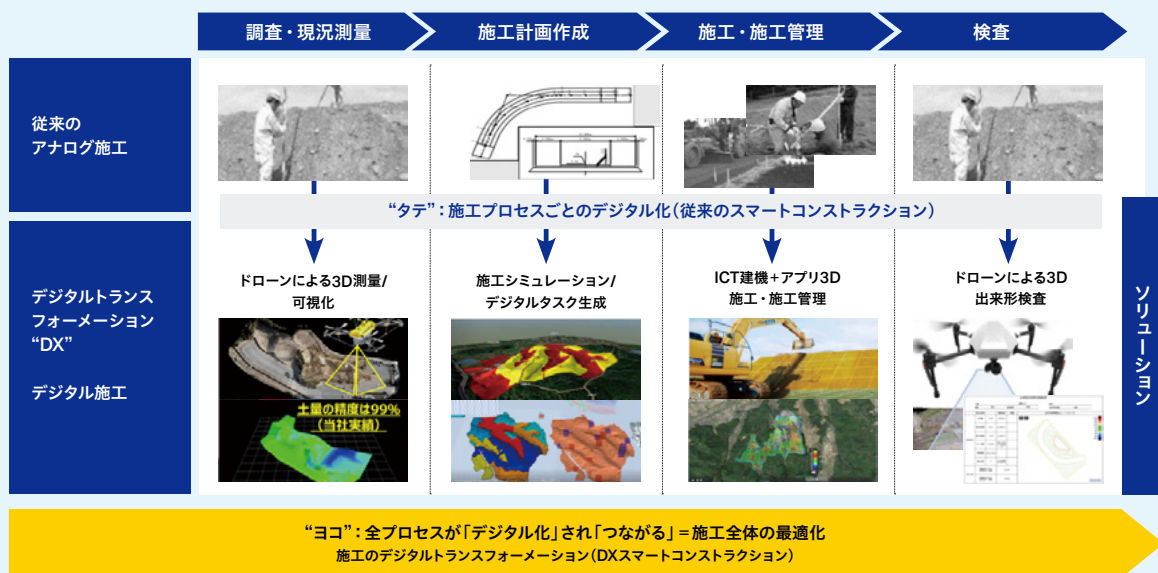 調査・現況測量
施工計画作成
施工・施工管理
検査
従来の
アナログ施工
“タテ”:施工プロセスごとのデジタル化(従来のスマートコンストラクション)
デジタルトランス
フォーメーション
“DX”
デジタル施工
ドローンによる3D測量/
可視化
施工シミュレーション/
デジタルタスク生成
ICT建機+アプリ3D
施工・施工管理
ドローンによる3D
出来形検査
土量の精度は99%
(当社実績)
ソリューション
“ヨコ”:全プロセスが「デジタル化」され「つながる」=施工全体の最適化
施工のデジタルトランスフォーメーション(DXスマートコンストラクション)